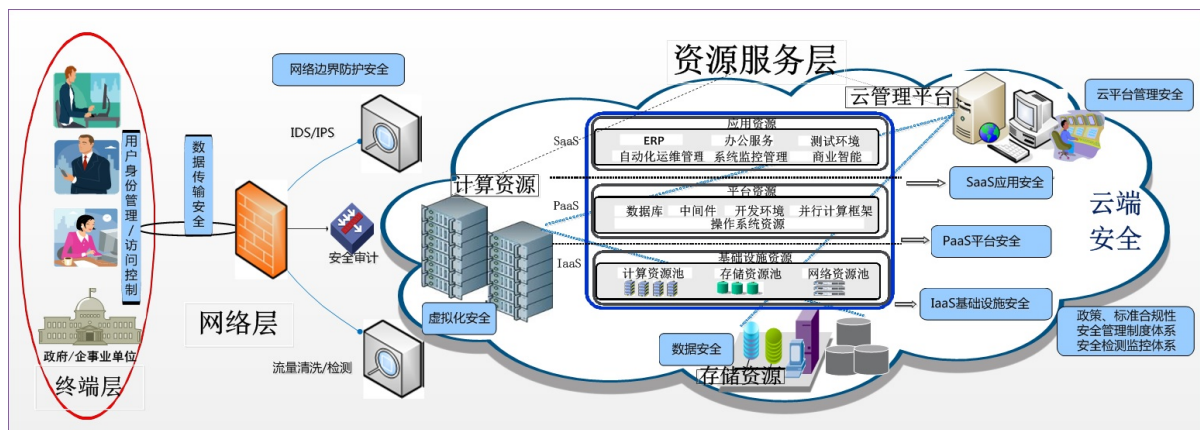 用户身份管理/访问控制
政府/企事业单位
终端层
数据传输安全
网络边界防护安全
IDS/IPS
安全审计
流量清洗/检测
网络层
资源服务层
计算资源
虚拟化安全
SaaS
应用资源
ERP 办公服务 测试环境
自动化运维管理 系统监控管理 商业智能
PaaS
平台资源
数据库 中间件 开发环境 并行计算框架
操作系统资源
IaaS
基础设施资源
计算资源池 存储资源池 网络资源池
数据安全
存储资源
云管理平台
云平台管理安全
SaaS应用安全
PaaS平台安全
IaaS基础设施安全
云端
安全
政策、标准合规性
安全管理制度体系
安全检测监控体系